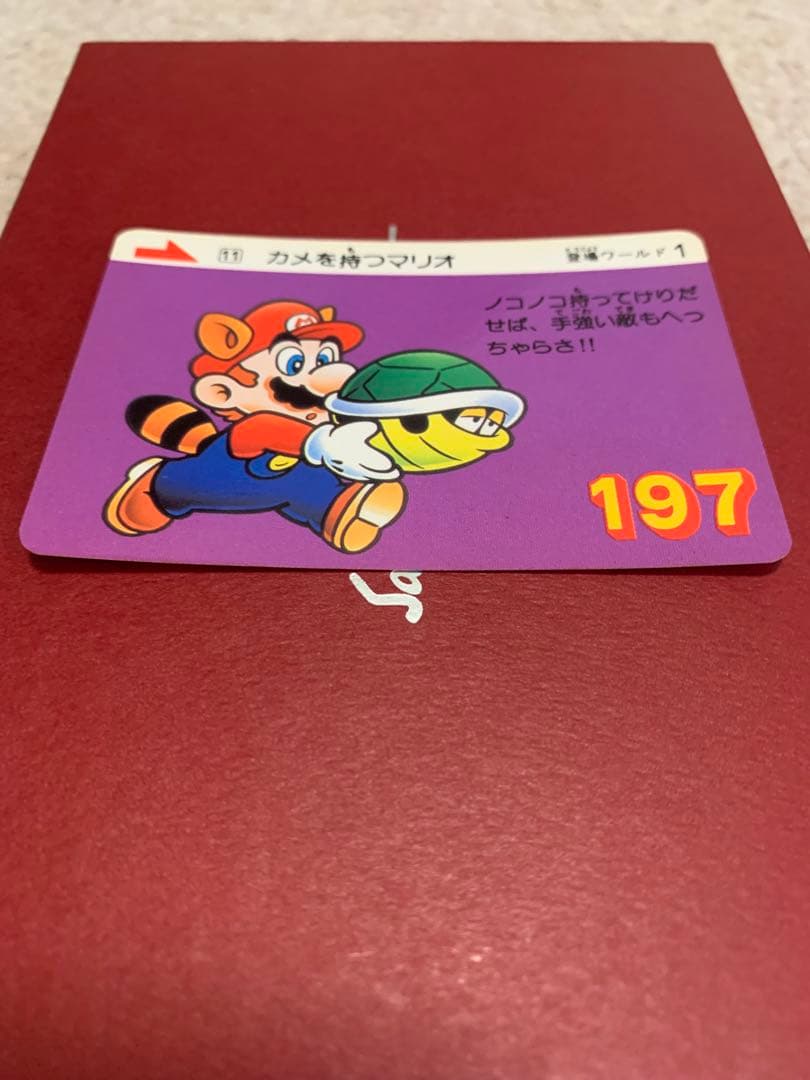 11 カメを持つマリオ 登場ワールド 1
ノコノコ持ってけりだ
せば、手強い敵もへっ
ちゃらさ!!
M
197
Sa